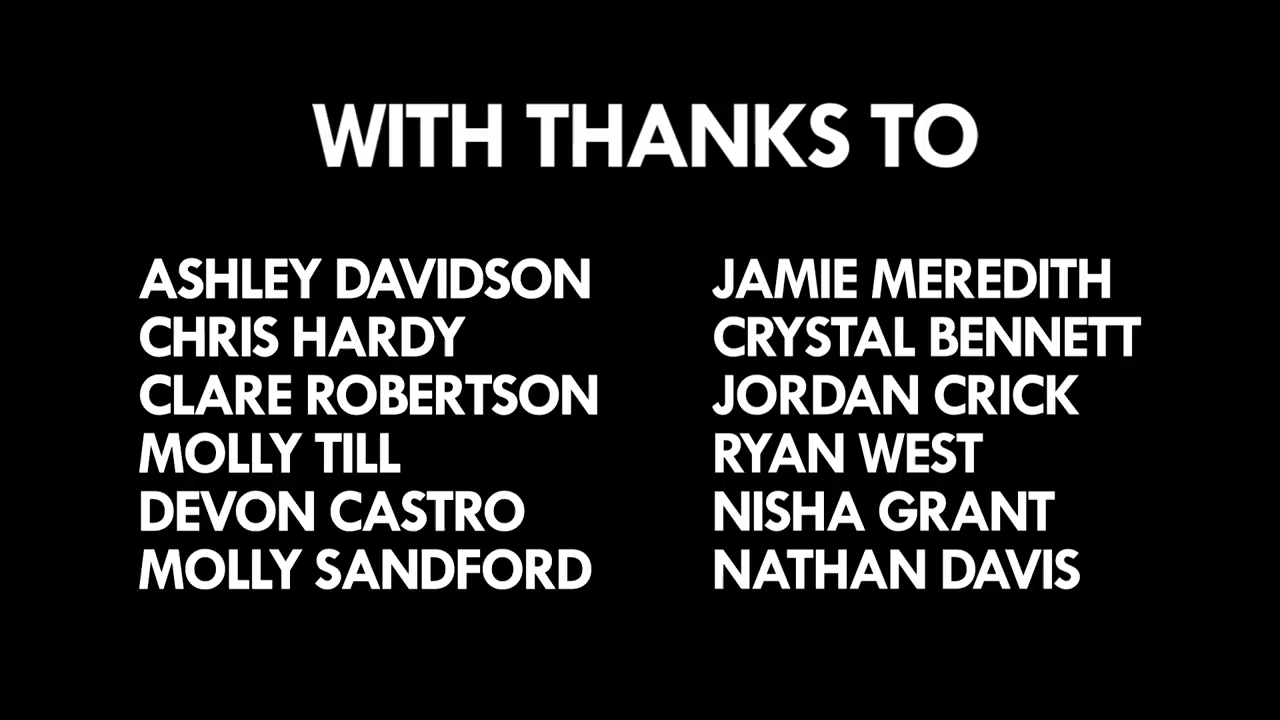 WITH THANKS TO
ASHLEY DAVIDSON
CHRIS HARDY
CLARE ROBERTSON
MOLLY TILL
DEVON CASTRO
MOLLY SANDFORD
JAMIE MEREDITH
CRYSTAL BENNETT
JORDAN CRICK
RYAN WEST
NISHA GRANT
NATHAN DAVIS